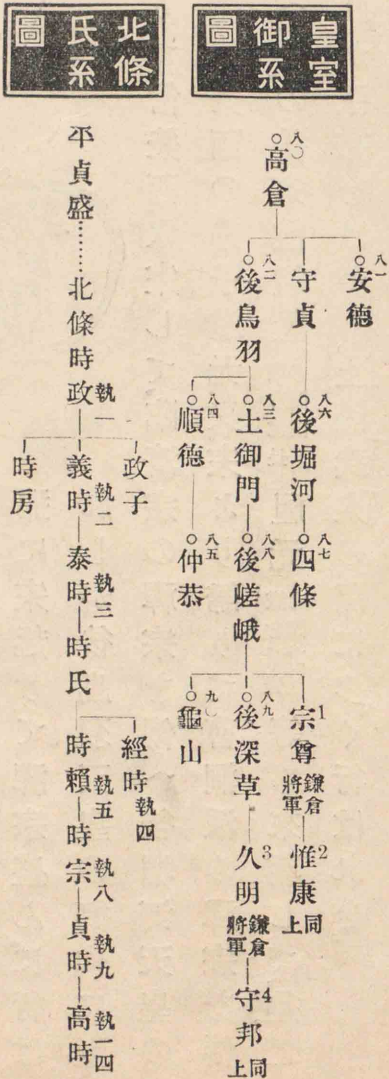 皇室御系圖
八〇 ○高倉
八一 ○安德
守貞
八六 ○後堀河
八七 ○四條
八二 ○後鳥羽
八三 ○土御門
八八 ○後嵯峨
1 宗尊 鎌倉將軍
2 惟康 同上
八九 ○後深草
3 久明 鎌倉將軍
4 守邦 同上
九〇 ○龜山
八四 ○順德
八五 ○仲恭
北條氏系圖
平貞盛………北條時政 執一
政子
義時 執二
泰時 執三
時氏
經時 執四
時賴 執五
時宗 執八
貞時 執九
高時 執一四
時房